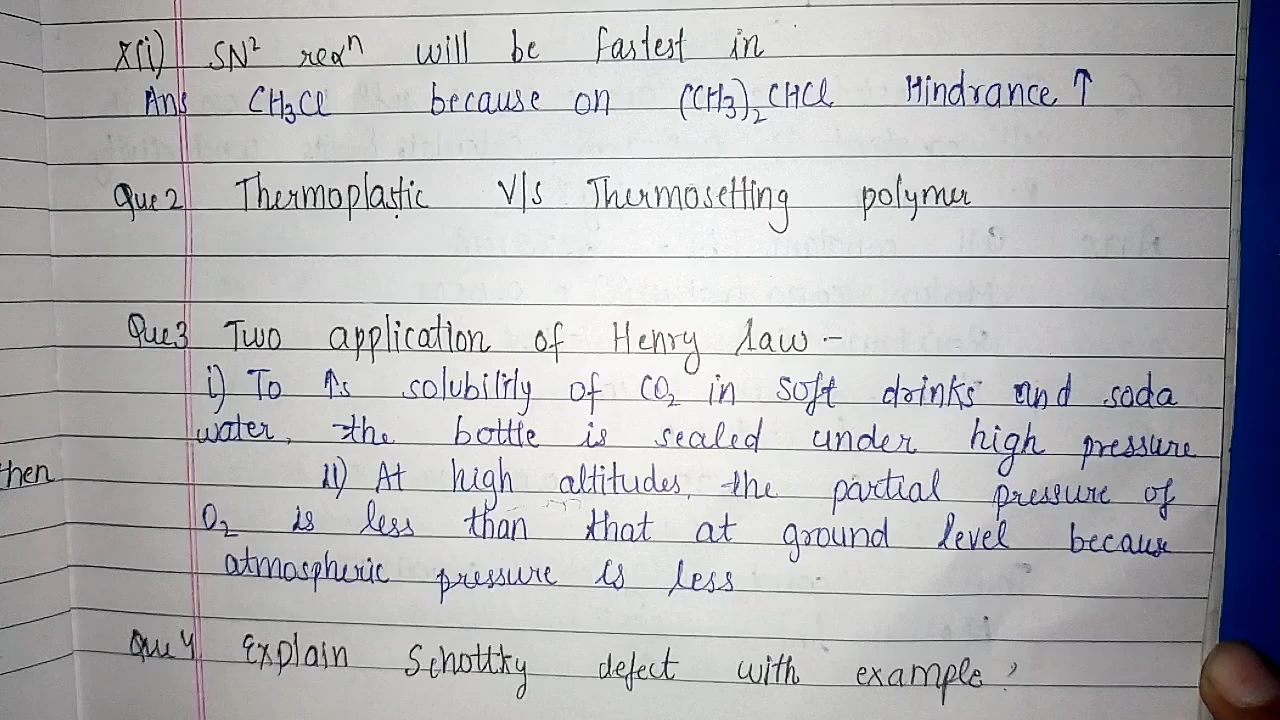 X(i) SN² reaxⁿ will be fastest in
Ans CH₃Cl because on (CH₃)₂CHCl Hindrance ↑
Que 2 Thermoplastic V/s Thermosetting polymer
Que3 Two application of Henry law -
i) To ↑s solubility of CO₂ in soft drinks and soda
water, the bottle is sealed under high pressure
then
ii) At high altitudes, the partial pressure of
O₂ is less than that at ground level because
atmospheric pressure is less
Que 4 Explain Schottky defect with example?